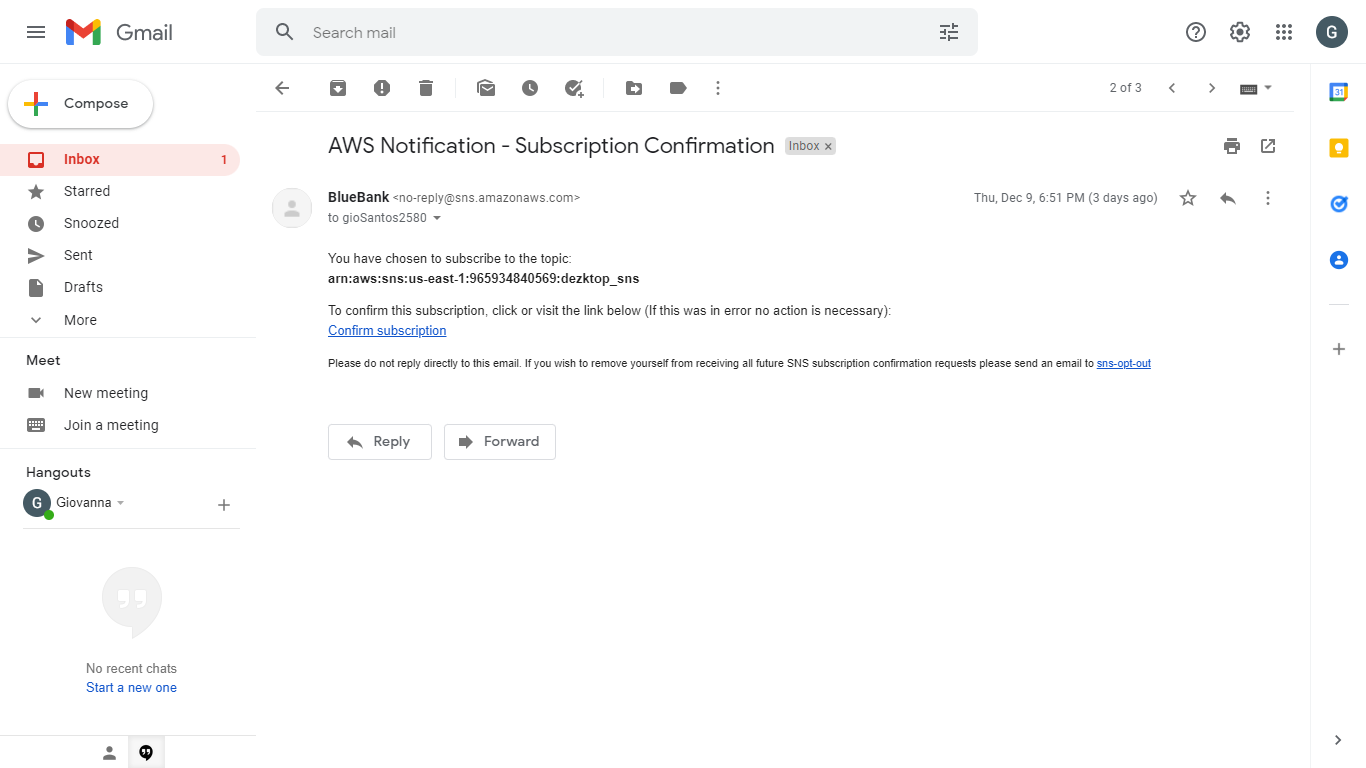 Gmail
Search mail
G
Compose
2 of 3
31
Inbox 1
Starred
Snoozed
Sent
Drafts
More
Meet
New meeting
Join a meeting
Hangouts
G Giovanna
No recent chats
Start a new one
AWS Notification - Subscription Confirmation Inbox ×
BlueBank <no-reply@sns.amazonaws.com> Thu, Dec 9, 6:51 PM (3 days ago)
to gioSantos2580
You have chosen to subscribe to the topic:
arn:aws:sns:us-east-1:965934840569:dezktop_sns
To confirm this subscription, click or visit the link below (If this was in error no action is necessary):
Confirm subscription
Please do not reply directly to this email. If you wish to remove yourself from receiving all future SNS subscription confirmation requests please send an email to sns-opt-out
Reply Forward